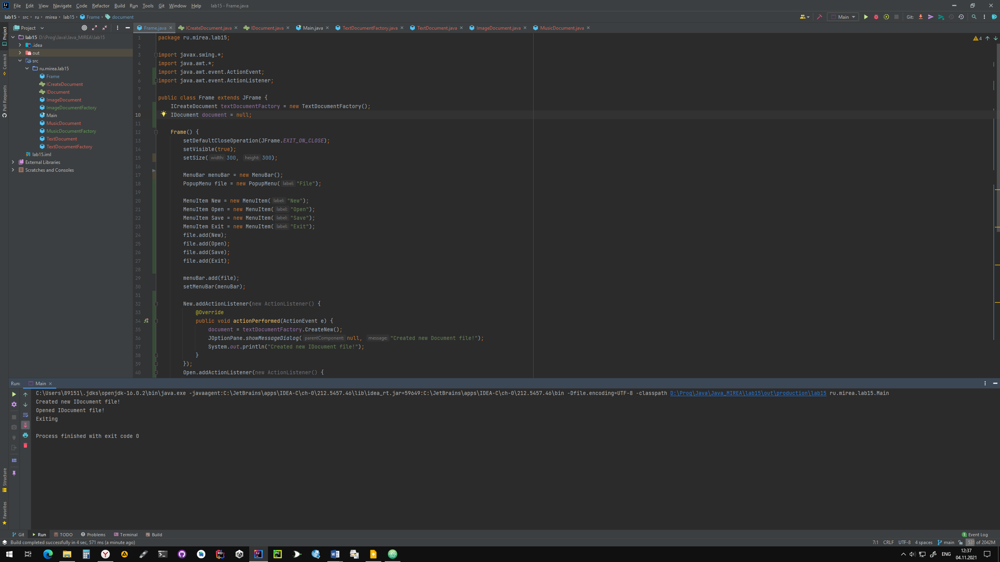 File Edit View Navigate Code Refactor Build Run Tools Git Window Help lab15 - Frame.java
lab15 src ru mirea lab15 Frame document Main Git:
Project
Frame.java ICreateDocument.java IDocument.java Main.java TextDocumentFactory.java TextDocument.java ImageDocument.java MusicDocument.java
Project
Commit
Pull Requests
lab15 D:\Prog\Java\Java_MIREA\lab15
.idea
out
src
ru.mirea.lab15
Frame
ICreateDocument
IDocument
ImageDocument
ImageDocumentFactory
Main
MusicDocument
MusicDocumentFactory
TextDocument
TextDocumentFactory
lab15.iml
External Libraries
Scratches and Consoles
4
1 package ru.mirea.lab15;
2
3 import javax.swing.*;
4 import java.awt.*;
5 import java.awt.event.ActionEvent;
6 import java.awt.event.ActionListener;
7
8 public class Frame extends JFrame {
9 ICreateDocument textDocumentFactory = new TextDocumentFactory();
10 IDocument document = null;
11
12 Frame() {
13 setDefaultCloseOperation(JFrame.EXIT_ON_CLOSE);
14 setVisible(true);
15 setSize( width: 300, height: 300);
16
17 MenuBar menuBar = new MenuBar();
18 PopupMenu file = new PopupMenu( label: "File");
19
20 MenuItem New = new MenuItem( label: "New");
21 MenuItem Open = new MenuItem( label: "Open");
22 MenuItem Save = new MenuItem( label: "Save");
23 MenuItem Exit = new MenuItem( label: "Exit");
24 file.add(New);
25 file.add(Open);
26 file.add(Save);
27 file.add(Exit);
28
29 menuBar.add(file);
30 setMenuBar(menuBar);
31
32 New.addActionListener(new ActionListener() {
33 @Override
34 public void actionPerformed(ActionEvent e) {
35 document = textDocumentFactory.CreateNew();
36 JOptionPane.showMessageDialog( parentComponent: null, message: "Created new Document file!");
37 System.out.println("Created new IDocument file!");
38 }
39 });
40 Open.addActionListener(new ActionListener() {
Run: Main
C:\Users\89151\.jdks\openjdk-16.0.2\bin\java.exe -javaagent:C:\JetBrains\apps\IDEA-C\ch-0\212.5457.46\lib\idea_rt.jar=59649:C:\JetBrains\apps\IDEA-C\ch-0\212.5457.46\bin -Dfile.encoding=UTF-8 -classpath D:\Prog\Java\Java_MIREA\lab15\out\production\lab15 ru.mirea.lab15.Main
Created new IDocument file!
Opened IDocument file!
Exiting
Process finished with exit code 0
Structure
Favorites
Git Run TODO Problems Terminal Build 1 Event Log
Build completed successfully in 4 sec, 571 ms (a minute ago) 7:1 CRLF UTF-8 4 spaces main 531 of 2042M
ENG 12:37
04.11.2021